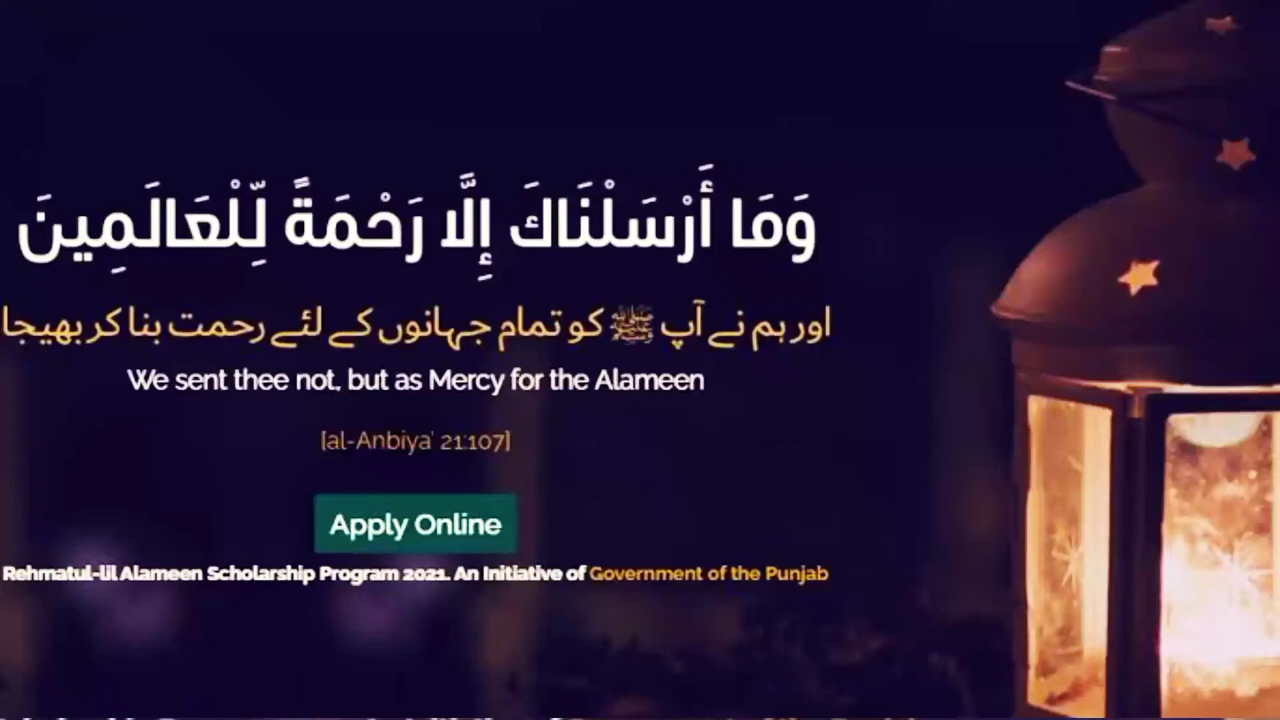 وَمَا أَرْسَلْنَاكَ إِلَّا رَحْمَةً لِّلْعَالَمِينَ
اور ہم نے آپ ﷺ کو تمام جہانوں کے لئے رحمت بنا کر بھیجا
We sent thee not, but as Mercy for the Alameen
[al-Anbiya' 21:107]
Apply Online
Rehmatul-lil Alameen Scholarship Program 2021. An Initiative of Government of the Punjab